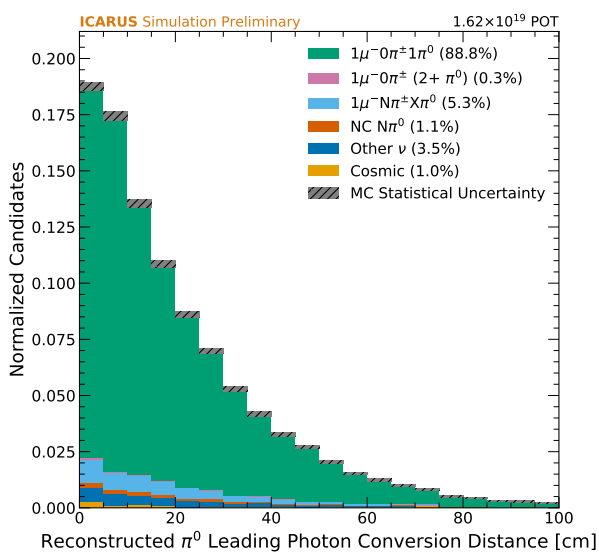 ICARUS Simulation Preliminary 1.62×10¹⁹ POT
1μ⁻0π±1π⁰ (88.8%)
1μ⁻0π± (2+ π⁰) (0.3%)
1μ⁻Nπ±Xπ⁰ (5.3%)
NC Nπ⁰ (1.1%)
Other ν (3.5%)
Cosmic (1.0%)
MC Statistical Uncertainty
Normalized Candidates
0.200
0.175
0.150
0.125
0.100
0.075
0.050
0.025
0.000
0 20 40 60 80 100
Reconstructed π⁰ Leading Photon Conversion Distance [cm]